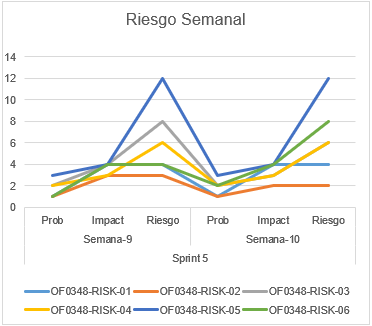 Riesgo Semanal
14
12
10
8
6
4
2
0
Prob Impact Riesgo Prob Impact Riesgo
Semana-9 Semana-10
Sprint 5
OF0348-RISK-01 OF0348-RISK-02 OF0348-RISK-03
OF0348-RISK-04 OF0348-RISK-05 OF0348-RISK-06